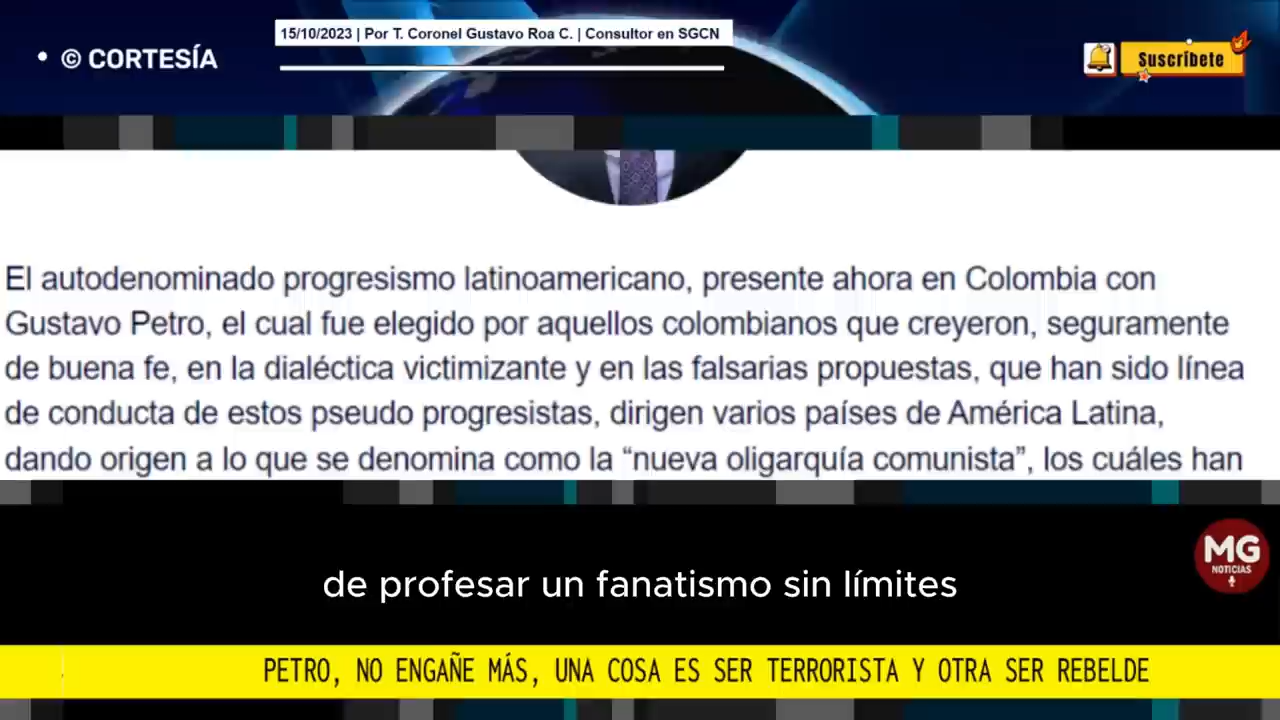 15/10/2023 | Por T. Coronel Gustavo Roa C. | Consultor en SGCN
• © CORTESÍA
Suscríbete
El autodenominado progresismo latinoamericano, presente ahora en Colombia con
Gustavo Petro, el cual fue elegido por aquellos colombianos que creyeron, seguramente
de buena fe, en la dialéctica victimizante y en las falsarias propuestas, que han sido línea
de conducta de estos pseudo progresistas, dirigen varios países de América Latina,
dando origen a lo que se denomina como la “nueva oligarquía comunista”, los cuáles han
MG
NOTICIAS
de profesar un fanatismo sin límites
PETRO, NO ENGAÑE MÁS, UNA COSA ES SER TERRORISTA Y OTRA SER REBELDE